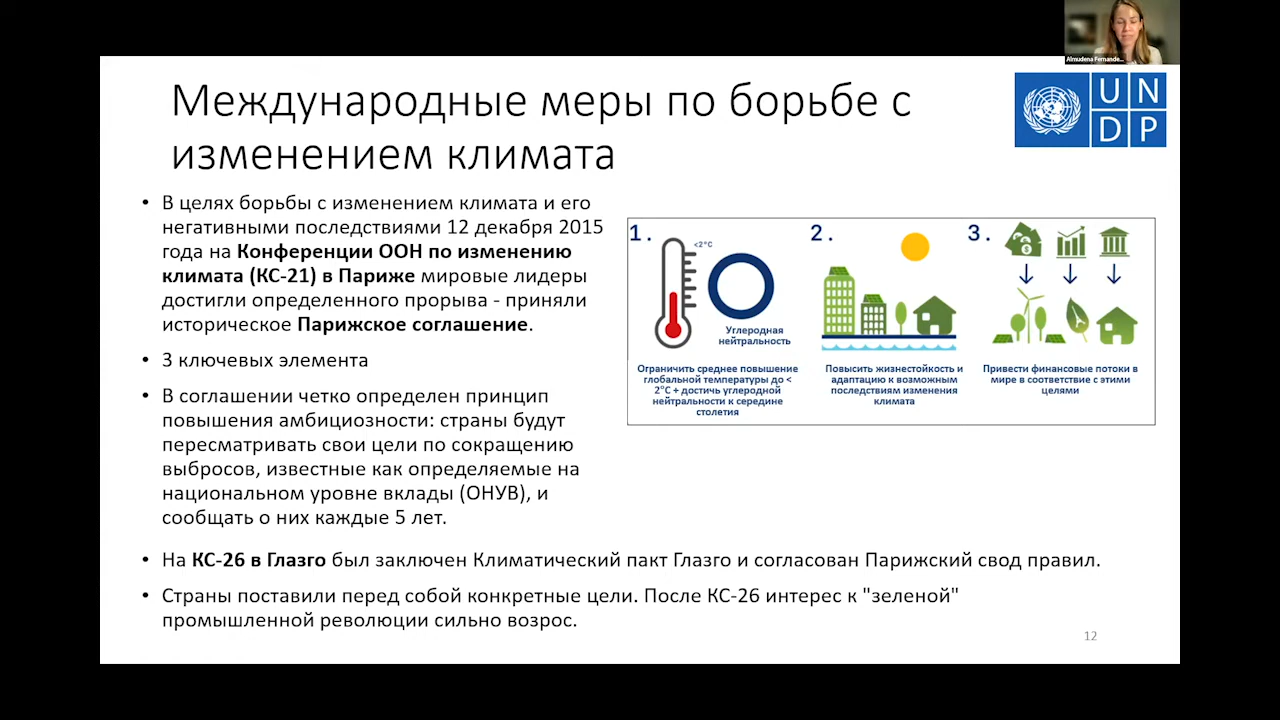 Almudena Fernande...
Международные меры по борьбе с
изменением климата
UN
DP
• В целях борьбы с изменением климата и его
негативными последствиями 12 декабря 2015
года на Конференции ООН по изменению
климата (КС-21) в Париже мировые лидеры
достигли определенного прорыва - приняли
историческое Парижское соглашение.
• 3 ключевых элемента
• В соглашении четко определен принцип
повышения амбициозности: страны будут
пересматривать свои цели по сокращению
выбросов, известные как определяемые на
национальном уровне вклады (ОНУВ), и
сообщать о них каждые 5 лет.
1.
<2°C
Углеродная
нейтральность
Ограничить среднее повышение
глобальной температуры до <
2°C + достичь углеродной
нейтральности к середине
столетия
2.
Повысить жизнестойкость и
адаптацию к возможным
последствиям изменения
климата
3.
Привести финансовые потоки в
мире в соответствие с этими
целями
• На КС-26 в Глазго был заключен Климатический пакт Глазго и согласован Парижский свод правил.
• Страны поставили перед собой конкретные цели. После КС-26 интерес к "зеленой"
промышленной революции сильно возрос.
12